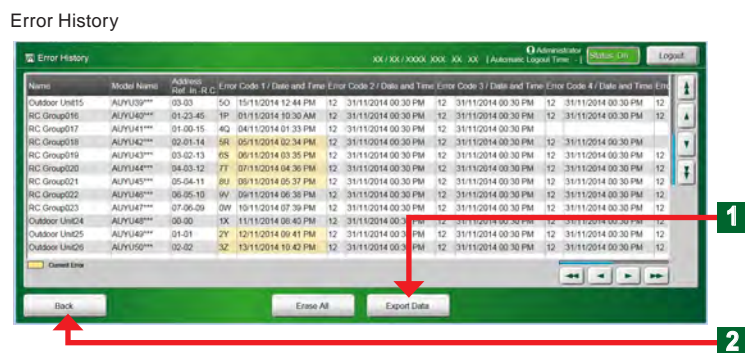 Error History
Error History XX / XX / XXXX XXX XX XX [ Automatic Logout Time - ] Administrator Status: On Logout
Name Model Name Address Ref. In -R.C. Error Code 1 / Date and Time Error Code 2 / Date and Time Error Code 3 / Date and Time Error Code 4 / Date and Time
Outdoor Unit15 AUYU39*** 03-03 5O 15/11/2014 12:44 PM 12 31/11/2014 00:30 PM 12 31/11/2014 00:30 PM 12 31/11/2014 00:30 PM 12
RC Group016 AUYU40*** 01-23-45 1P 01/11/2014 10:30 AM 12 31/11/2014 00:30 PM 12 31/11/2014 00:30 PM 12 31/11/2014 00:30 PM 12
RC Group017 AUYU41*** 01-00-15 4Q 04/11/2014 01:33 PM 12 31/11/2014 00:30 PM 12 31/11/2014 00:30 PM
RC Group018 AUYU42*** 02-01-14 5R 05/11/2014 02:34 PM 12 31/11/2014 00:30 PM 12 31/11/2014 00:30 PM 12 31/11/2014 00:30 PM
RC Group019 AUYU43*** 03-02-13 6S 06/11/2014 03:35 PM 12 31/11/2014 00:30 PM 12 31/11/2014 00:30 PM 12 31/11/2014 00:30 PM 12
RC Group020 AUYU44*** 04-03-12 7T 07/11/2014 04:36 PM 12 31/11/2014 00:30 PM 12 31/11/2014 00:30 PM 12 31/11/2014 00:30 PM 12
RC Group021 AUYU45*** 05-04-11 8U 08/11/2014 05:37 PM 12 31/11/2014 00:30 PM 12 31/11/2014 00:30 PM 12 31/11/2014 00:30 PM 12
RC Group022 AUYU46*** 06-05-10 9V 09/11/2014 06:38 PM 12 31/11/2014 00:30 PM 12 31/11/2014 00:30 PM 12 31/11/2014 00:30 PM 12
RC Group023 AUYU47*** 07-06-09 0W 10/11/2014 07:39 PM 12 31/11/2014 00:30 PM 12 31/11/2014 00:30 PM 12 31/11/2014 00:30 PM 12
Outdoor Unit24 AUYU48*** 00-00 1X 11/11/2014 08:40 PM 12 31/11/2014 00:3 PM 12 31/11/2014 00:30 PM 12 31/11/2014 00:30 PM 12
Outdoor Unit25 AUYU49*** 01-01 2Y 12/11/2014 09:41 PM 12 31/11/2014 00:3 PM 12 31/11/2014 00:30 PM 12 31/11/2014 00:30 PM 12
Outdoor Unit26 AUYU50*** 02-02 3Z 13/11/2014 10:42 PM 12 31/11/2014 00:3 PM 12 31/11/2014 00:30 PM 12 31/11/2014 00:30 PM 12
Current Error
Back Erase All Export Data
1
2